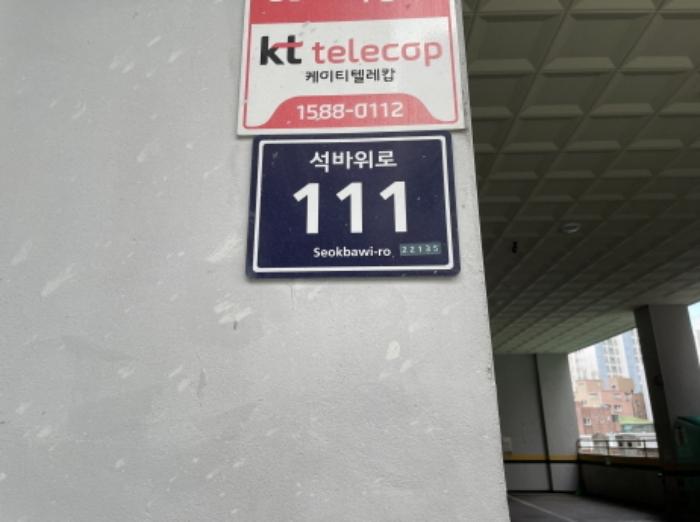 kt telecop
케이티텔레캅
1588-0112
석바위로
111
Seokbawi-ro 22135